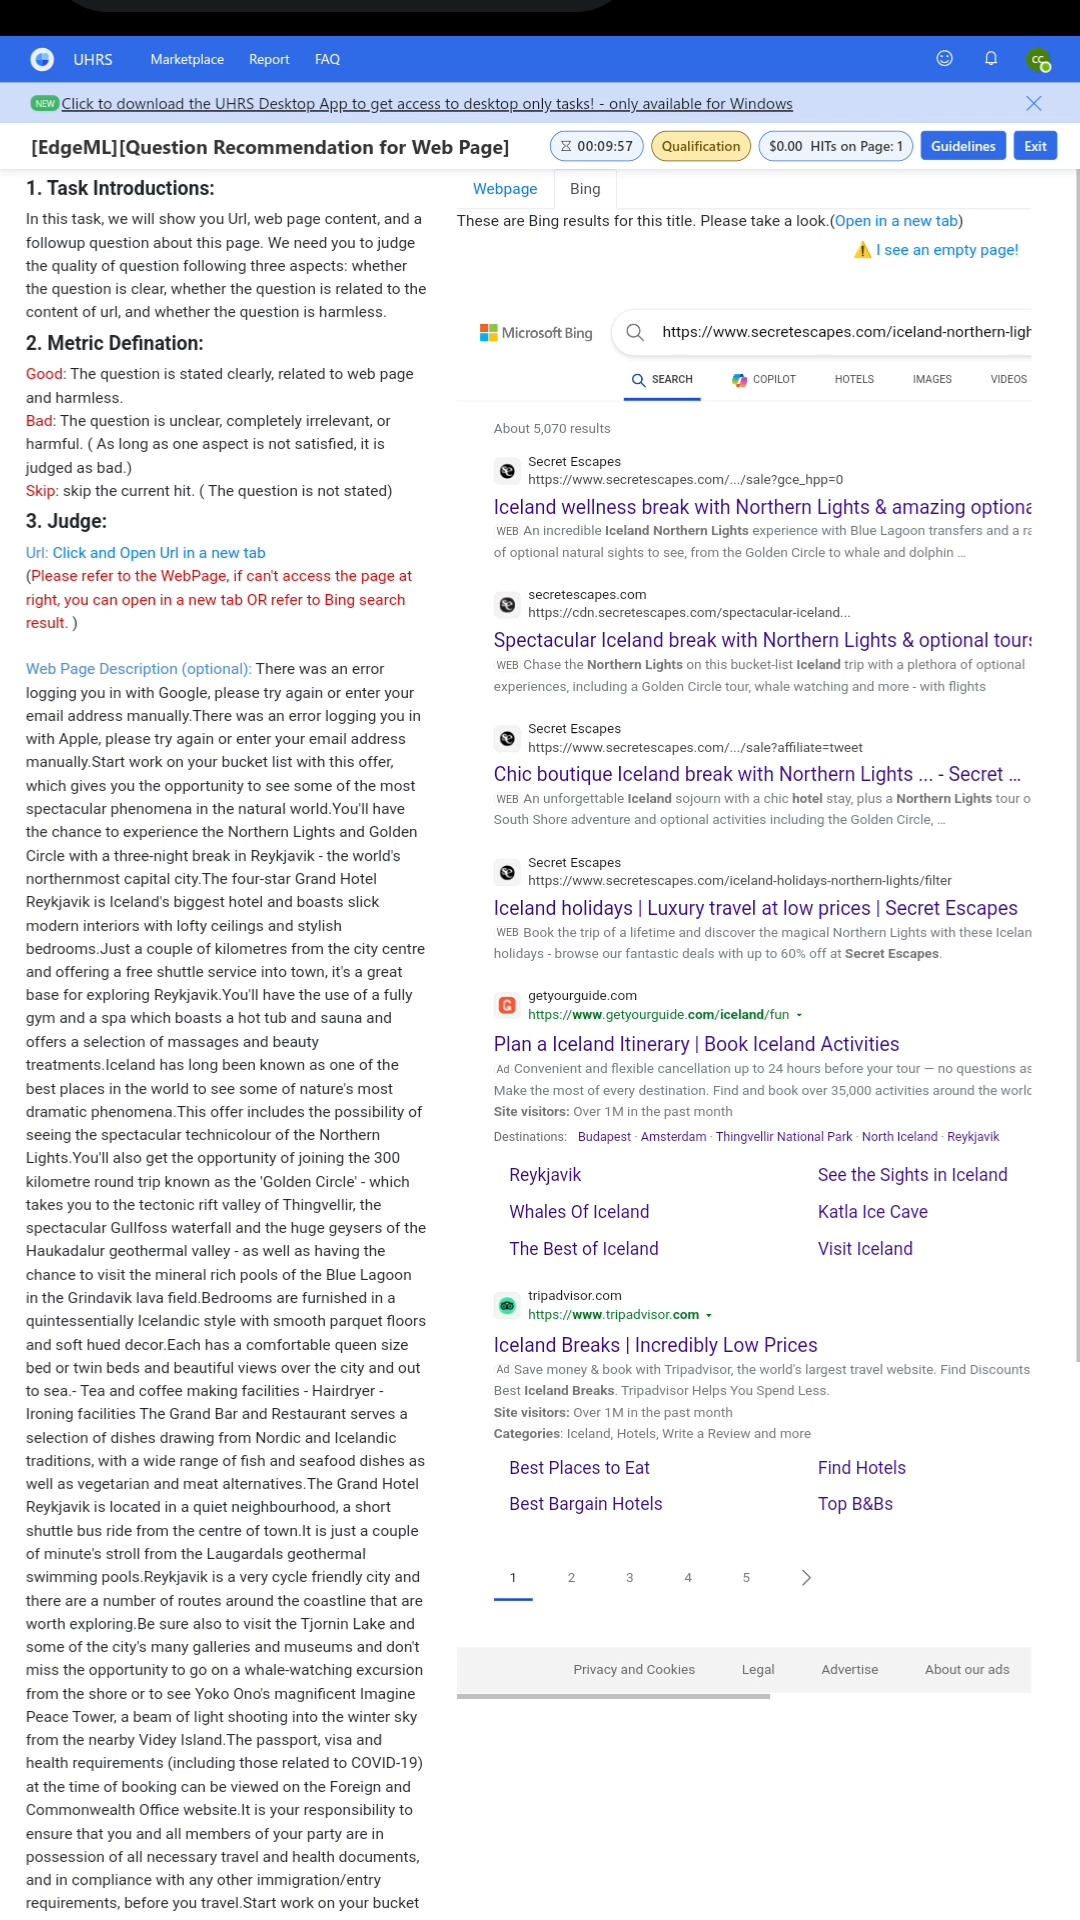 UHRS Marketplace Report FAQ CC
NEW Click to download the UHRS Desktop App to get access to desktop only tasks! - only available for Windows
[EdgeML][Question Recommendation for Web Page] 00:09:57 Qualification $0.00 HITs on Page: 1 Guidelines Exit
1. Task Introductions:
In this task, we will show you Url, web page content, and a
followup question about this page. We need you to judge
the quality of question following three aspects: whether
the question is clear, whether the question is related to the
content of url, and whether the question is harmless.
2. Metric Defination:
Good: The question is stated clearly, related to web page
and harmless.
Bad: The question is unclear, completely irrelevant, or
harmful. ( As long as one aspect is not satisfied, it is
judged as bad.)
Skip: skip the current hit. ( The question is not stated)
3. Judge:
Url: Click and Open Url in a new tab
(Please refer to the WebPage, if can't access the page at
right, you can open in a new tab OR refer to Bing search
result. )
Web Page Description (optional): There was an error
logging you in with Google, please try again or enter your
email address manually.There was an error logging you in
with Apple, please try again or enter your email address
manually.Start work on your bucket list with this offer,
which gives you the opportunity to see some of the most
spectacular phenomena in the natural world.You'll have
the chance to experience the Northern Lights and Golden
Circle with a three-night break in Reykjavik - the world's
northernmost capital city.The four-star Grand Hotel
Reykjavik is Iceland's biggest hotel and boasts slick
modern interiors with lofty ceilings and stylish
bedrooms.Just a couple of kilometres from the city centre
and offering a free shuttle service into town, it's a great
base for exploring Reykjavik.You'll have the use of a fully
gym and a spa which boasts a hot tub and sauna and
offers a selection of massages and beauty
treatments.Iceland has long been known as one of the
best places in the world to see some of nature's most
dramatic phenomena.This offer includes the possibility of
seeing the spectacular technicolour of the Northern
Lights.You'll also get the opportunity of joining the 300
kilometre round trip known as the 'Golden Circle' - which
takes you to the tectonic rift valley of Thingvellir, the
spectacular Gullfoss waterfall and the huge geysers of the
Haukadalur geothermal valley - as well as having the
chance to visit the mineral rich pools of the Blue Lagoon
in the Grindavik lava field.Bedrooms are furnished in a
quintessentially Icelandic style with smooth parquet floors
and soft hued decor.Each has a comfortable queen size
bed or twin beds and beautiful views over the city and out
to sea.- Tea and coffee making facilities - Hairdryer -
Ironing facilities The Grand Bar and Restaurant serves a
selection of dishes drawing from Nordic and Icelandic
traditions, with a wide range of fish and seafood dishes as
well as vegetarian and meat alternatives.The Grand Hotel
Reykjavik is located in a quiet neighbourhood, a short
shuttle bus ride from the centre of town.It is just a couple
of minute's stroll from the Laugardals geothermal
swimming pools.Reykjavik is a very cycle friendly city and
there are a number of routes around the coastline that are
worth exploring.Be sure also to visit the Tjornin Lake and
some of the city's many galleries and museums and don't
miss the opportunity to go on a whale-watching excursion
from the shore or to see Yoko Ono's magnificent Imagine
Peace Tower, a beam of light shooting into the winter sky
from the nearby Videy Island.The passport, visa and
health requirements (including those related to COVID-19)
at the time of booking can be viewed on the Foreign and
Commonwealth Office website.It is your responsibility to
ensure that you and all members of your party are in
possession of all necessary travel and health documents,
and in compliance with any other immigration/entry
requirements, before you travel.Start work on your bucket
Webpage Bing
These are Bing results for this title. Please take a look.(Open in a new tab)
I see an empty page!
Microsoft Bing https://www.secretescapes.com/iceland-northern-ligh
SEARCH COPILOT HOTELS IMAGES VIDEOS
About 5,070 results
Secret Escapes
https://www.secretescapes.com/.../sale?gce_hpp=0
Iceland wellness break with Northern Lights & amazing optiona
WEB An incredible Iceland Northern Lights experience with Blue Lagoon transfers and a ra
of optional natural sights to see, from the Golden Circle to whale and dolphin ...
secretescapes.com
https://cdn.secretescapes.com/spectacular-iceland...
Spectacular Iceland break with Northern Lights & optional tours
WEB Chase the Northern Lights on this bucket-list Iceland trip with a plethora of optional
experiences, including a Golden Circle tour, whale watching and more - with flights
Secret Escapes
https://www.secretescapes.com/.../sale?affiliate=tweet
Chic boutique Iceland break with Northern Lights ... - Secret ...
WEB An unforgettable Iceland sojourn with a chic hotel stay, plus a Northern Lights tour o
South Shore adventure and optional activities including the Golden Circle, ...
Secret Escapes
https://www.secretescapes.com/iceland-holidays-northern-lights/filter
Iceland holidays | Luxury travel at low prices | Secret Escapes
WEB Book the trip of a lifetime and discover the magical Northern Lights with these Icelan
holidays - browse our fantastic deals with up to 60% off at Secret Escapes.
getyourguide.com
https://www.getyourguide.com/iceland/fun
Plan a Iceland Itinerary | Book Iceland Activities
Ad Convenient and flexible cancellation up to 24 hours before your tour — no questions as
Make the most of every destination. Find and book over 35,000 activities around the worl
Site visitors: Over 1M in the past month
Destinations: Budapest · Amsterdam · Thingvellir National Park · North Iceland · Reykjavik
Reykjavik See the Sights in Iceland
Whales Of Iceland Katla Ice Cave
The Best of Iceland Visit Iceland
tripadvisor.com
https://www.tripadvisor.com
Iceland Breaks | Incredibly Low Prices
Ad Save money & book with Tripadvisor, the world's largest travel website. Find Discounts
Best Iceland Breaks. Tripadvisor Helps You Spend Less.
Site visitors: Over 1M in the past month
Categories: Iceland, Hotels, Write a Review and more
Best Places to Eat Find Hotels
Best Bargain Hotels Top B&Bs
1 2 3 4 5
Privacy and Cookies Legal Advertise About our ads